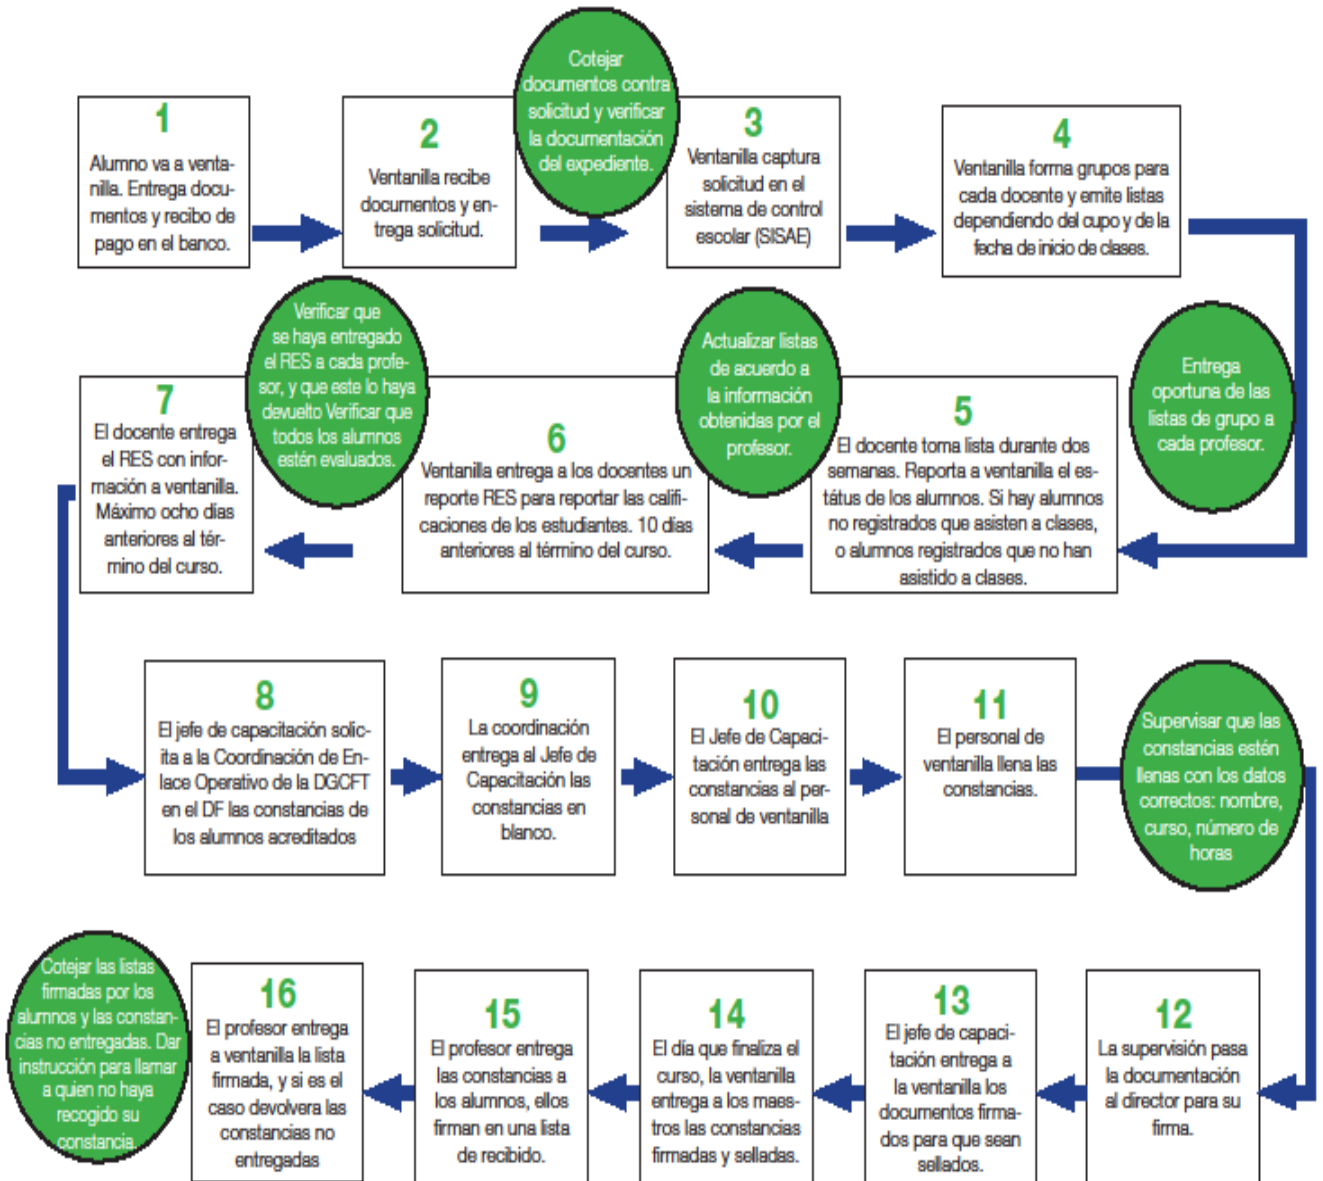 1
Alumno va a venta-
nilla. Entrega docu-
mentos y recibo de
pago en el banco.
2
Ventanilla recibe
documentos y en-
trega solicitud.
Cotejar
documentos contra
solicitud y verificar
la documentación
del expediente.
3
Ventanilla captura
solicitud en el
sistema de control
escolar (SISAE)
4
Ventanilla forma grupos para
cada docente y emite listas
dependiendo del cupo y de la
fecha de inicio de clases.
Entrega
oportuna de las
listas de grupo a
cada profesor.
5
El docente toma lista durante dos
semanas. Reporta a ventanilla el es-
tátus de los alumnos. Si hay alumnos
no registrados que asisten a clases,
o alumnos registrados que no han
asistido a clases.
Actualizar listas
de acuerdo a
la información
obtenidas por el
profesor.
6
Ventanilla entrega a los docentes un
reporte RES para reportar las califi-
caciones de los estudiantes. 10 días
anteriores al término del curso.
Verificar que
se haya entregado
el RES a cada profe-
sor, y que este lo haya
devuelto Verificar que
todos los alumnos
estén evaluados.
7
El docente entrega
el RES con infor-
mación a ventanilla.
Máximo ocho días
anteriores al tér-
mino del curso.
8
El jefe de capacitación solic-
ita a la Coordinación de En-
lace Operativo de la DGCFT
en el DF las constancias de
los alumnos acreditados
9
La coordinación
entrega al Jefe de
Capacitación las
constancias en
blanco.
10
El Jefe de Capaci-
tación entrega las
constancias al per-
sonal de ventanilla
11
El personal de
ventanilla llena las
constancias.
Supervisar que las
constancias estén
llenas con los datos
correctos: nombre,
curso, número de
horas
12
La supervisión pasa
la documentación
al director para su
firma.
13
El jefe de capaci-
tación entrega a
la ventanilla los
documentos firma-
dos para que sean
sellados.
14
El día que finaliza el
curso, la ventanilla
entrega a los maes-
tros las constancias
firmadas y selladas.
15
El profesor entrega
las constancias a
los alumnos, ellos
firman en una lista
de recibido.
16
El profesor entrega
a ventanilla la lista
firmada, y si es el
caso devolvera las
constancias no
entregadas
Cotejar las listas
firmadas por los
alumnos y las constan-
cias no entregadas. Dar
instrucción para llamar
a quien no haya
recogido su
constancia.